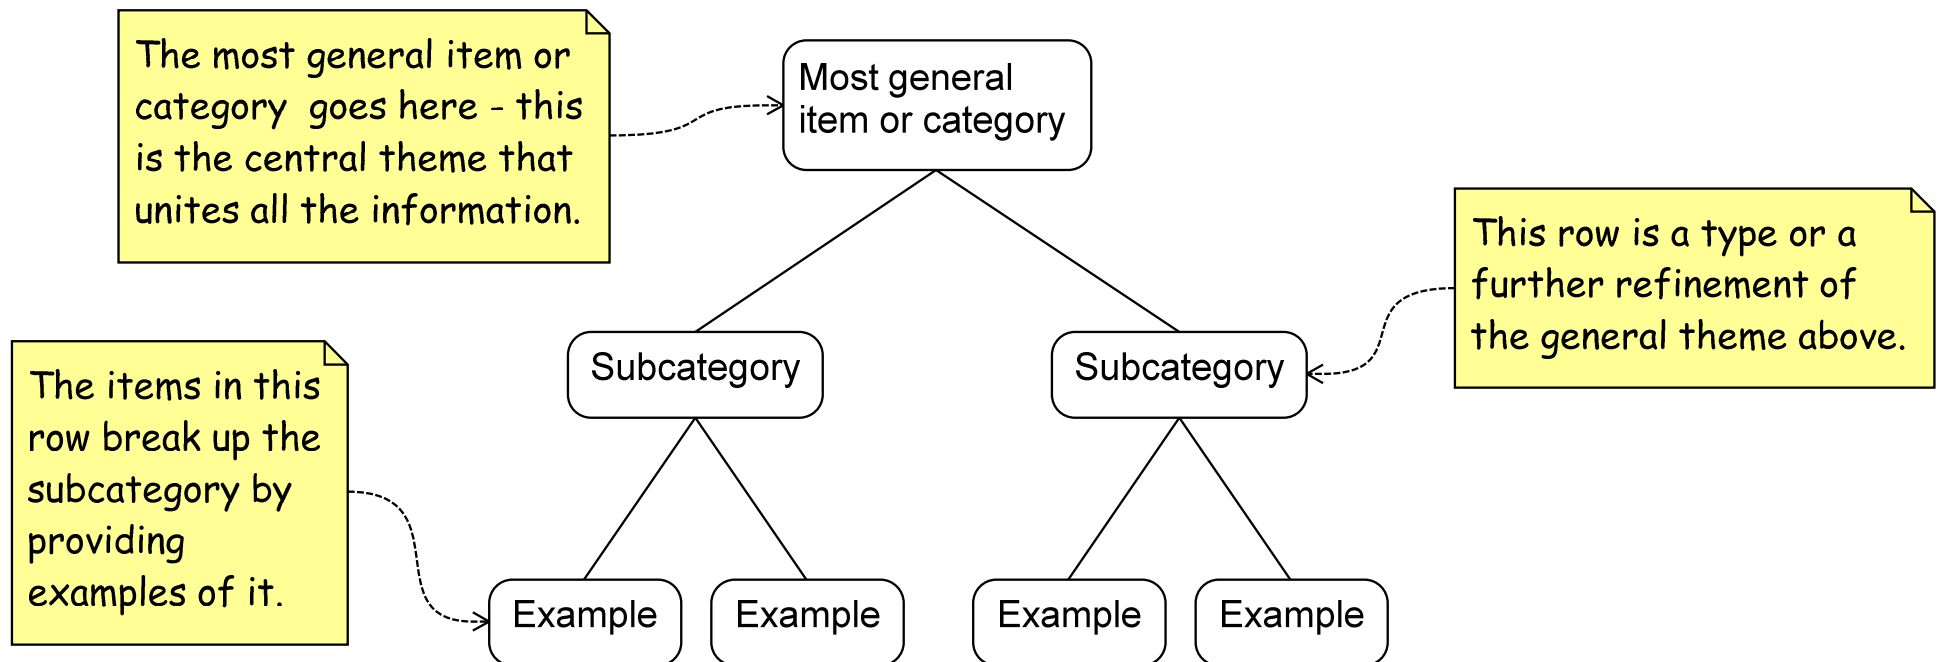 The most general item or
category  goes here - this
is the central theme that
unites all the information.
Most general
item or category
This row is a type or a
further refinement of
the general theme above.
Subcategory
Subcategory
The items in this
row break up the
subcategory by
providing
examples of it.
Example
Example
Example
Example